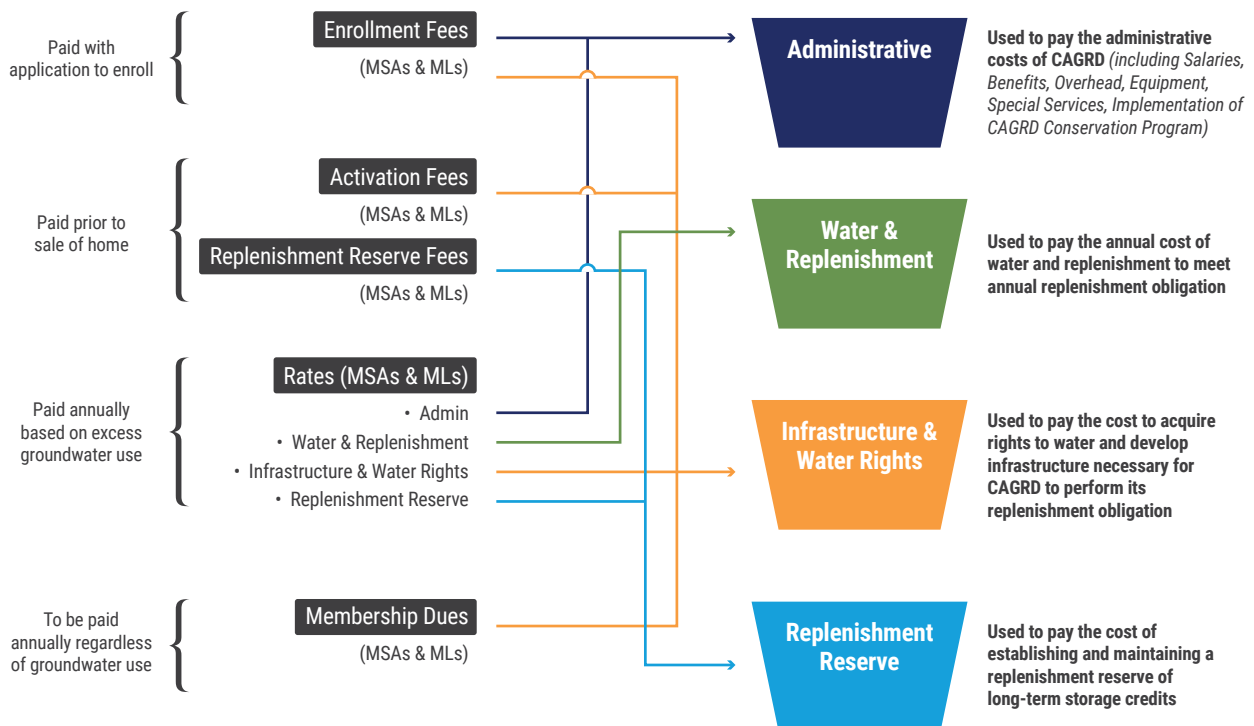 Paid with
application to enroll
Enrollment Fees
(MSAs & MLs)
Administrative
Used to pay the administrative
costs of CAGRD (including Salaries,
Benefits, Overhead, Equipment,
Special Services, Implementation of
CAGRD Conservation Program)
Paid prior to
sale of home
Activation Fees
(MSAs & MLs)
Replenishment Reserve Fees
(MSAs & MLs)
Water &
Replenishment
Used to pay the annual cost of
water and replenishment to meet
annual replenishment obligation
Paid annually
based on excess
groundwater use
Rates (MSAs & MLs)
• Admin
• Water & Replenishment
• Infrastructure & Water Rights
• Replenishment Reserve
Infrastructure &
Water Rights
Used to pay the cost to acquire
rights to water and develop
infrastructure necessary for
CAGRD to perform its
replenishment obligation
To be paid
annually regardless
of groundwater use
Membership Dues
(MSAs & MLs)
Replenishment
Reserve
Used to pay the cost of
establishing and maintaining a
replenishment reserve of
long-term storage credits